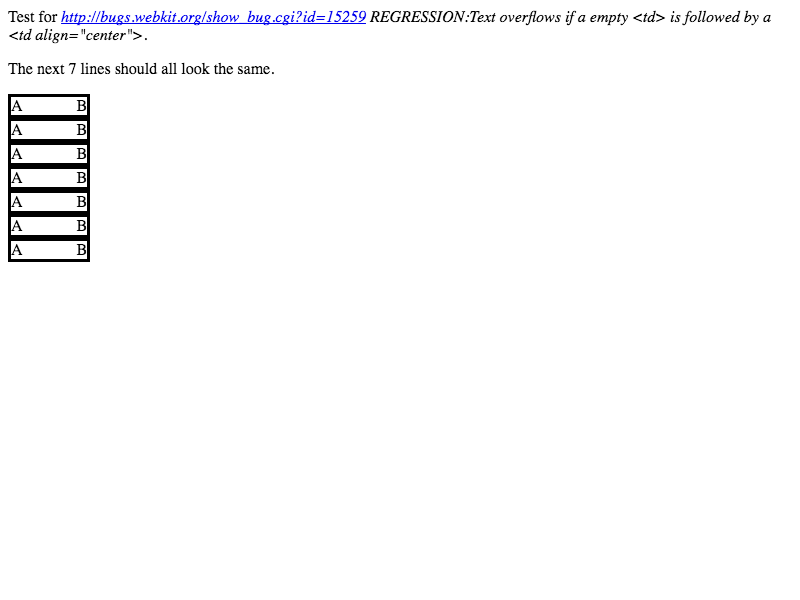 Test for http://bugs.webkit.org/show_bug.cgi?id=15259 REGRESSION:Text overflows if a empty <td> is followed by a
<td align="center">.
The next 7 lines should all look the same.
A B
A B
A B
A B
A B
A B
A B